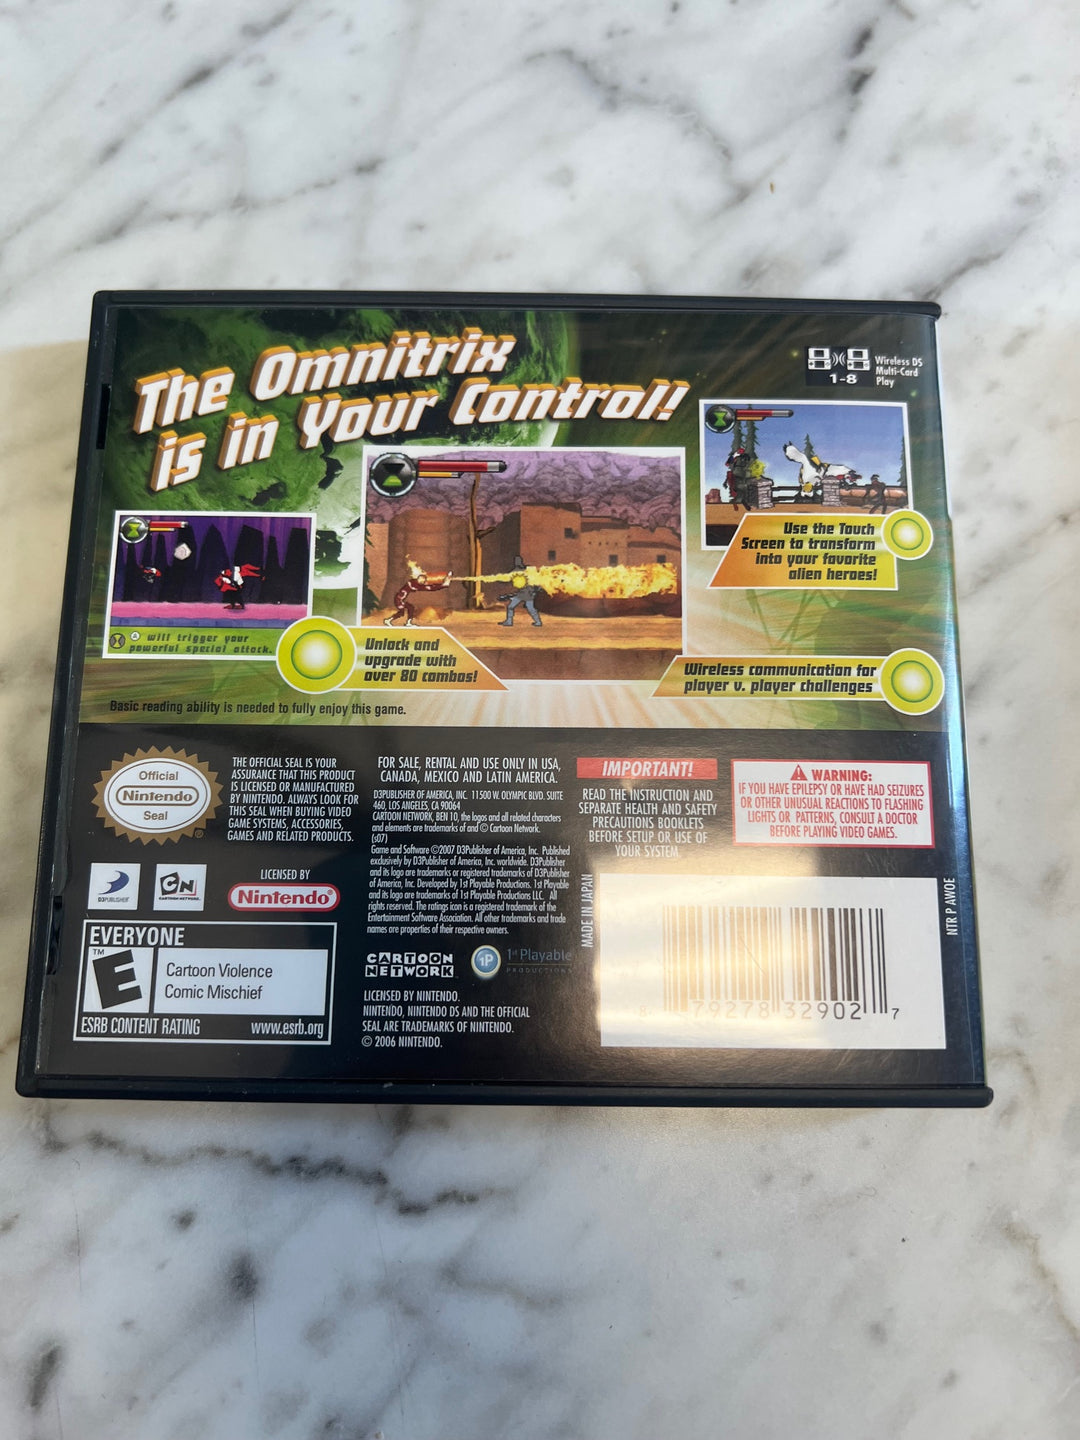 The Omnitrix
is in Your Control!
1-8
Wireless DS
Multi-Card
Play
Use the Touch
Screen to transform
into your favorite
alien heroes!
A will trigger your
powerful special attack.
Unlock and
upgrade with
over 80 combos!
Wireless communication for
player v. player challenges
Basic reading ability is needed to fully enjoy this game.
Official
Nintendo
Seal
®
THE OFFICIAL SEAL IS YOUR
ASSURANCE THAT THIS PRODUCT
IS LICENSED OR MANUFACTURED
BY NINTENDO. ALWAYS LOOK FOR
THIS SEAL WHEN BUYING VIDEO
GAME SYSTEMS, ACCESSORIES,
GAMES AND RELATED PRODUCTS.
D3PUBLISHER
CN
CARTOON NETWORK.
LICENSED BY
Nintendo®
EVERYONE
TM
E
Cartoon Violence
Comic Mischief
ESRB CONTENT RATING www.esrb.org
FOR SALE, RENTAL AND USE ONLY IN USA,
CANADA, MEXICO AND LATIN AMERICA.
D3PUBLISHER OF AMERICA, INC. 11500 W. OLYMPIC BLVD. SUITE
460, LOS ANGELES, CA 90064
CARTOON NETWORK, BEN 10, the logos and all related characters
and elements are trademarks of and © Cartoon Network.
(s07)
Game and Software ©2007 D3Publisher of America, Inc. Published
exclusively by D3Publisher of America, Inc. worldwide. D3Publisher
and its logo are trademarks or registered trademarks of D3Publisher
of America, Inc. Developed by 1st Playable Productions. 1st Playable
and its logo are trademarks of 1st Playable Productions LLC. All
rights reserved. The ratings icon is a registered trademark of the
Entertainment Software Association. All other trademarks and trade
names are properties of their respective owners.
CARTOON
NETWORK
1P
1st Playable
PRODUCTIONS
LICENSED BY NINTENDO.
NINTENDO, NINTENDO DS AND THE OFFICIAL
SEAL ARE TRADEMARKS OF NINTENDO.
© 2006 NINTENDO.
IMPORTANT!
READ THE INSTRUCTION AND
SEPARATE HEALTH AND SAFETY
PRECAUTIONS BOOKLETS
BEFORE SETUP OR USE OF
YOUR SYSTEM.
WARNING:
IF YOU HAVE EPILEPSY OR HAVE HAD SEIZURES
OR OTHER UNUSUAL REACTIONS TO FLASHING
LIGHTS OR PATTERNS, CONSULT A DOCTOR
BEFORE PLAYING VIDEO GAMES.
MADE IN JAPAN
8 79278 32902 7
NTR P AWOE